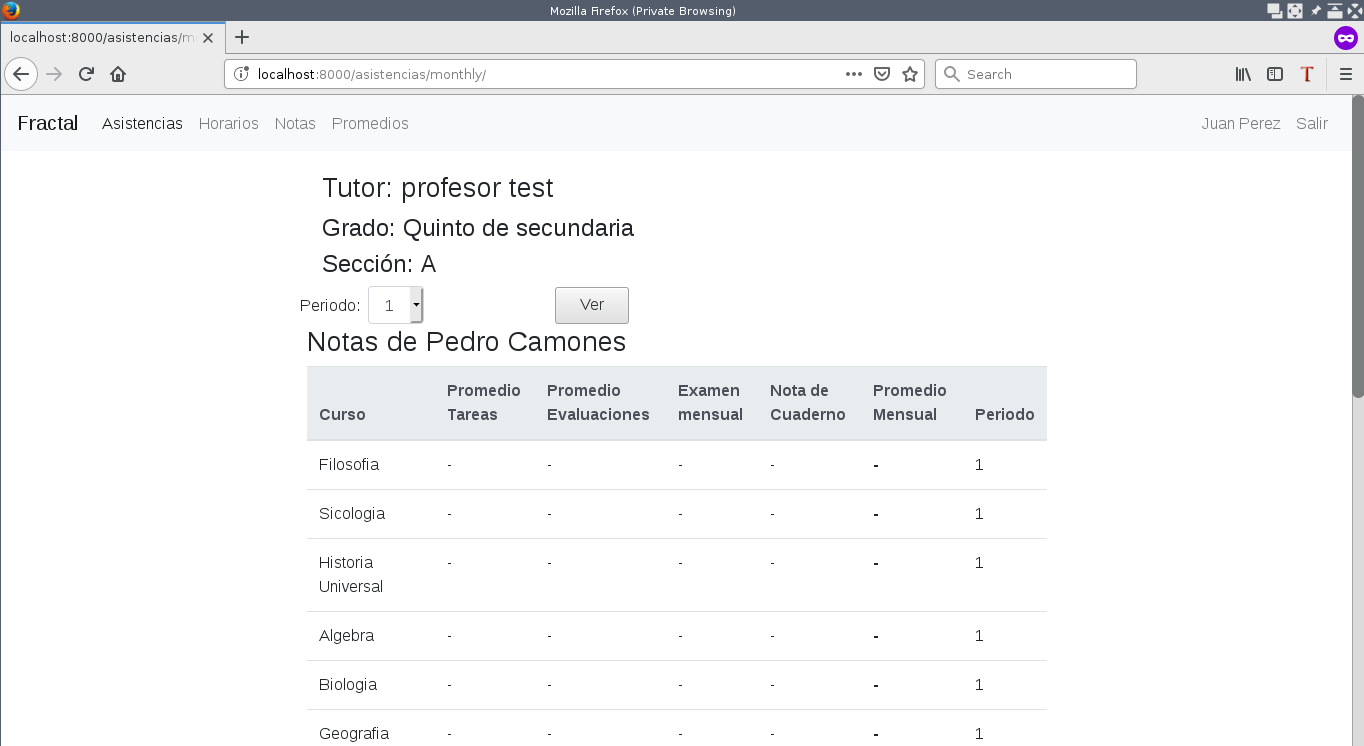 Mozilla Firefox (Private Browsing)
localhost:8000/asistencias/m
localhost:8000/asistencias/monthly/
Search
Fractal Asistencias Horarios Notas Promedios Juan Perez Salir
Tutor: profesor test
Grado: Quinto de secundaria
Sección: A
Periodo: 1 Ver
Notas de Pedro Camones
Curso Promedio Tareas Promedio Evaluaciones Examen mensual Nota de Cuaderno Promedio Mensual Periodo
Filosofia - - - - - 1
Sicologia - - - - - 1
Historia Universal - - - - - 1
Algebra - - - - - 1
Biologia - - - - - 1
Geografia - - - - - 1